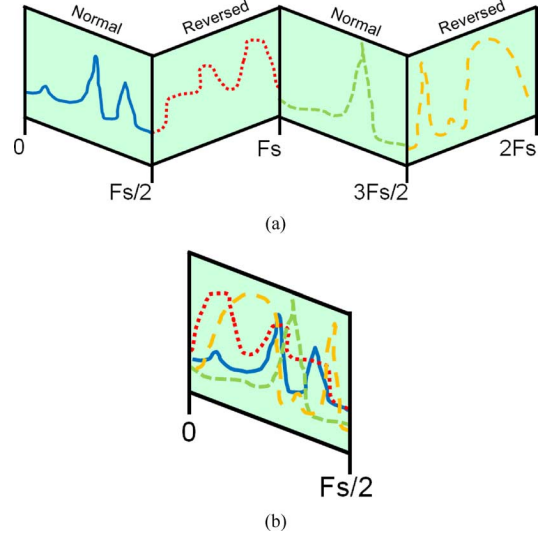 Normal
Reversed
Normal
Reversed
0
Fs/2
Fs
3Fs/2
2Fs
(a)
0
Fs/2
(b)